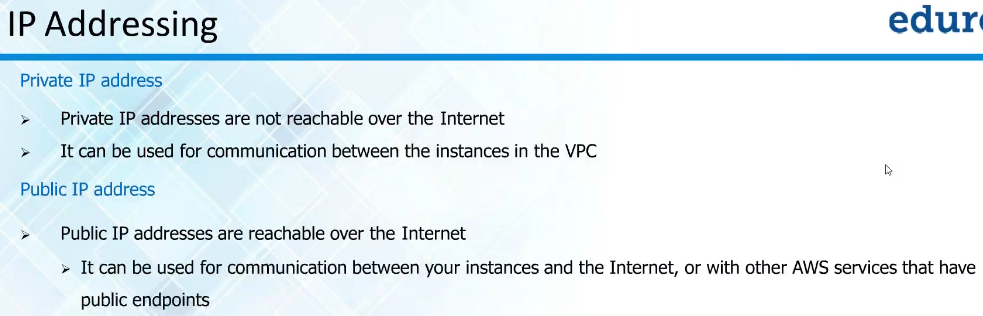 IP Addressing
Private IP address
➢ Private IP addresses are not reachable over the Internet
➢ It can be used for communication between the instances in the VPC
Public IP address
➢ Public IP addresses are reachable over the Internet
➢ It can be used for communication between your instances and the Internet, or with other AWS services that have
public endpoints